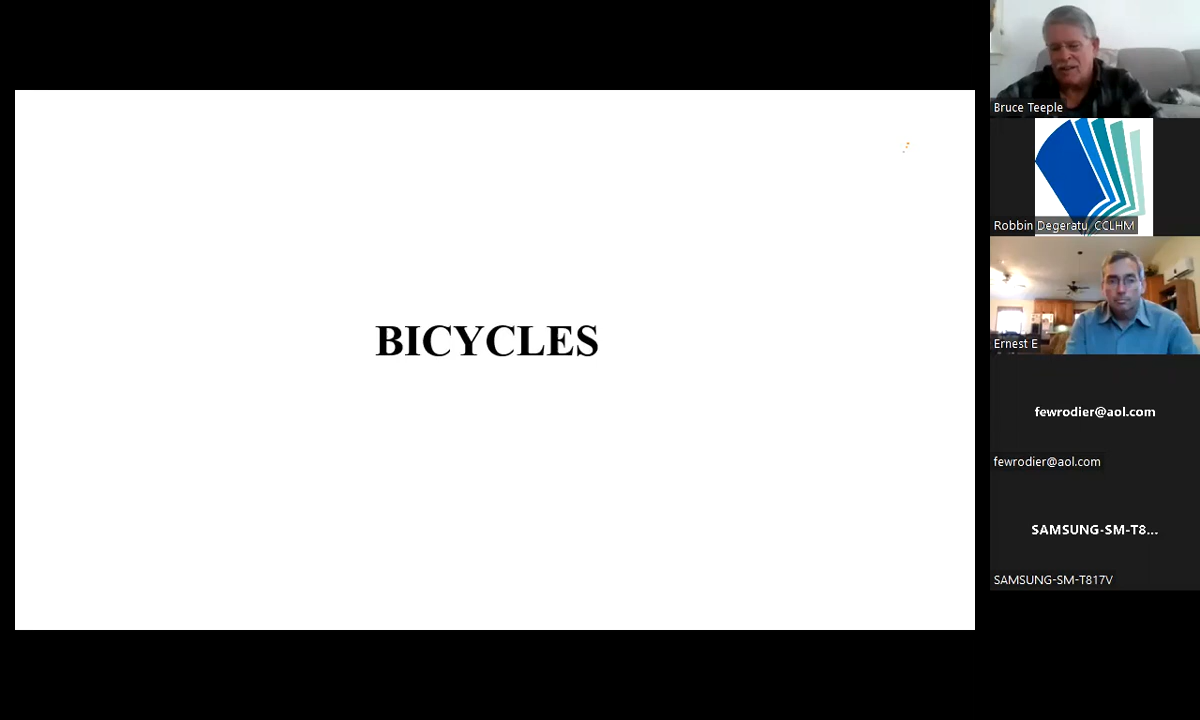 BICYCLES
Bruce Teeple
Robbin Degeratu, CCLHM
Ernest E
fewrodier@aol.com
fewrodier@aol.com
SAMSUNG-SM-T8...
SAMSUNG-SM-T817V